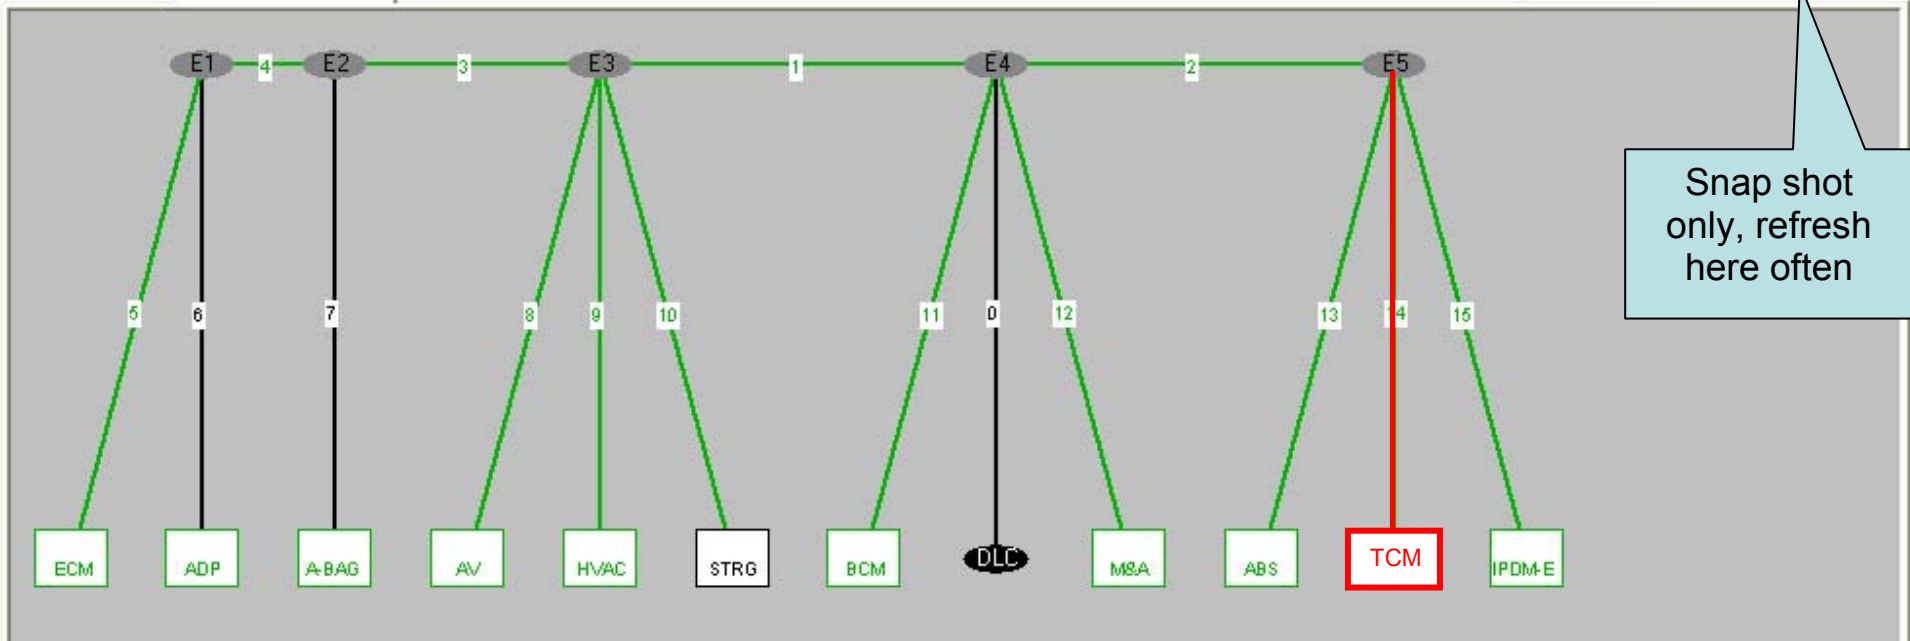 E1 4 E2 3 E3 1 E4 2 E5
Snap shot
only, refresh
here often
5 6 7 8 9 10 11 0 12 13 4 15
ECM ADP A-BAG AV HVAC STRG BCM DLC M&A ABS TCM IPDM-E